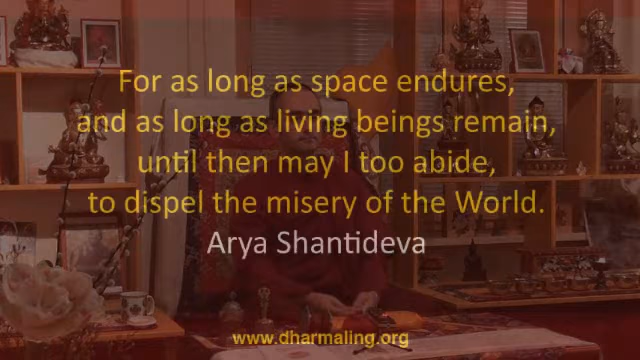 For as long as space endures,
and as long as living beings remain,
until then may I too abide,
to dispel the misery of the World.
Arya Shantideva
www.dharmaling.org